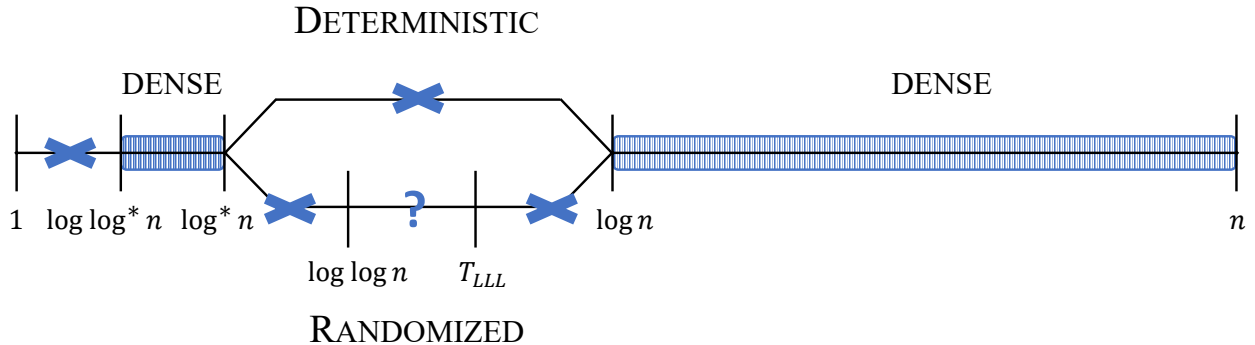 DETERMINISTIC
DENSE DENSE
?
1 log log* n log* n log n n
log log n T_LLL
RANDOMIZED